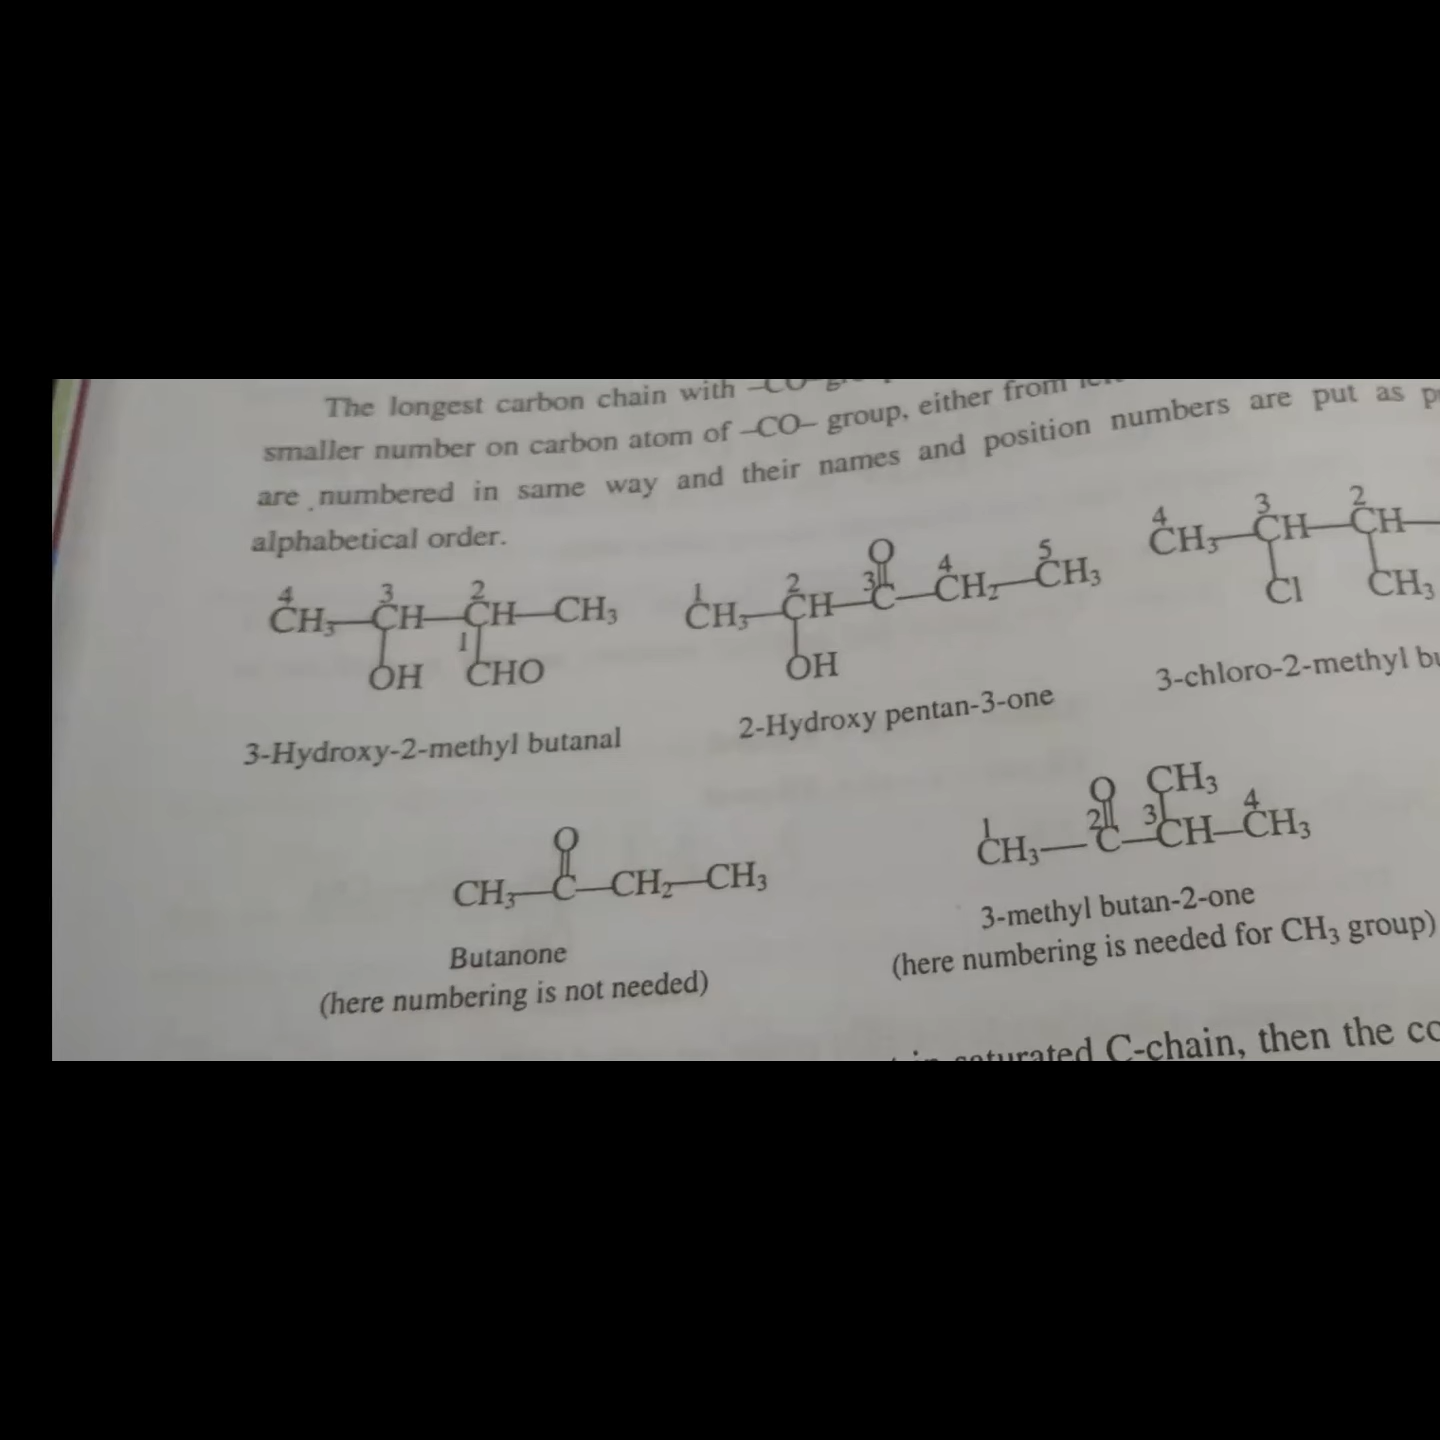 The longest carbon chain with –CO–
smaller number on carbon atom of –CO– group, either from
are numbered in same way and their names and position numbers are put as
alphabetical order.
4 3 2
CH₃—CH—CH—CH₃
1
OH CHO
3-Hydroxy-2-methyl butanal
O
1 2 3 4 5
CH₃—CH—C—CH₂—CH₃
OH
2-Hydroxy pentan-3-one
4 3 2
CH₃—CH—CH—
Cl CH₃
3-chloro-2-methyl
O
CH₃—C—CH₂—CH₃
Butanone
(here numbering is not needed)
O CH₃
1 2 3 4
CH₃—C—CH—CH₃
3-methyl butan-2-one
(here numbering is needed for CH₃ group)
saturated C-chain, then the